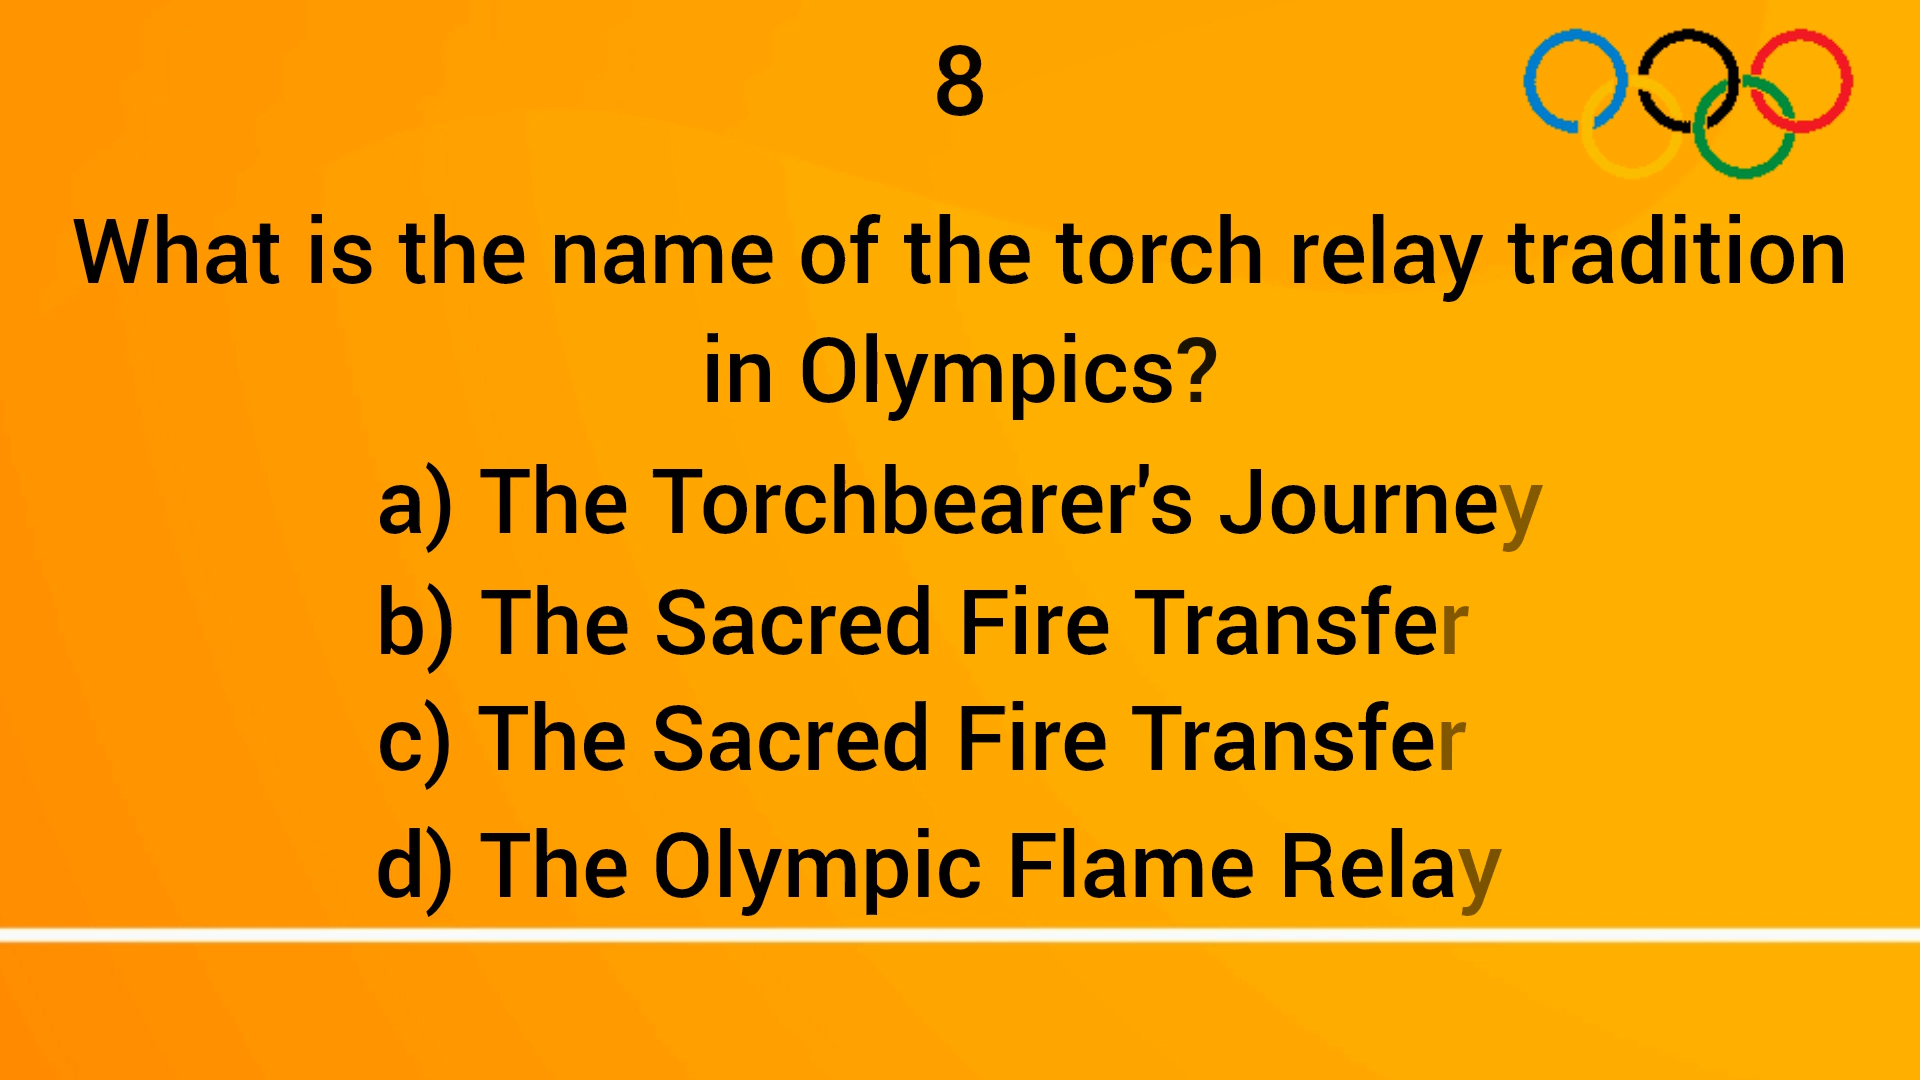 8
What is the name of the torch relay tradition
in Olympics?
a) The Torchbearer's Journey
b) The Sacred Fire Transfer
c) The Sacred Fire Transfer
d) The Olympic Flame Relay